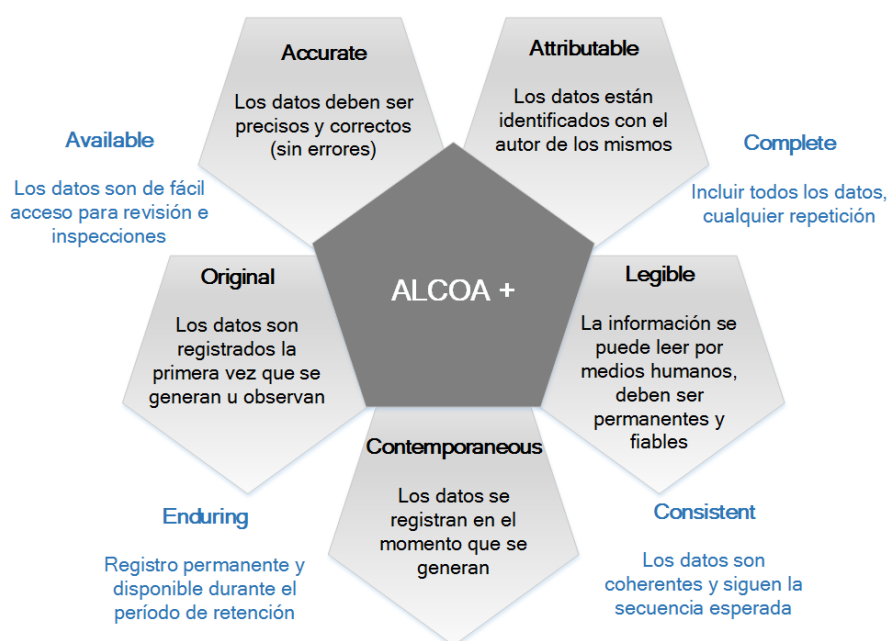 Accurate
Los datos deben ser
precisos y correctos
(sin errores)
Attributable
Los datos están
identificados con el
autor de los mismos
Available
Los datos son de fácil
acceso para revisión e
inspecciones
Complete
Incluir todos los datos,
cualquier repetición
ALCOA +
Original
Los datos son
registrados la
primera vez que se
generan u observan
Legible
La información se
puede leer por
medios humanos,
deben ser
permanentes y
fiables
Contemporaneous
Los datos se
registran en el
momento que se
generan
Enduring
Registro permanente y
disponible durante el
período de retención
Consistent
Los datos son
coherentes y siguen la
secuencia esperada